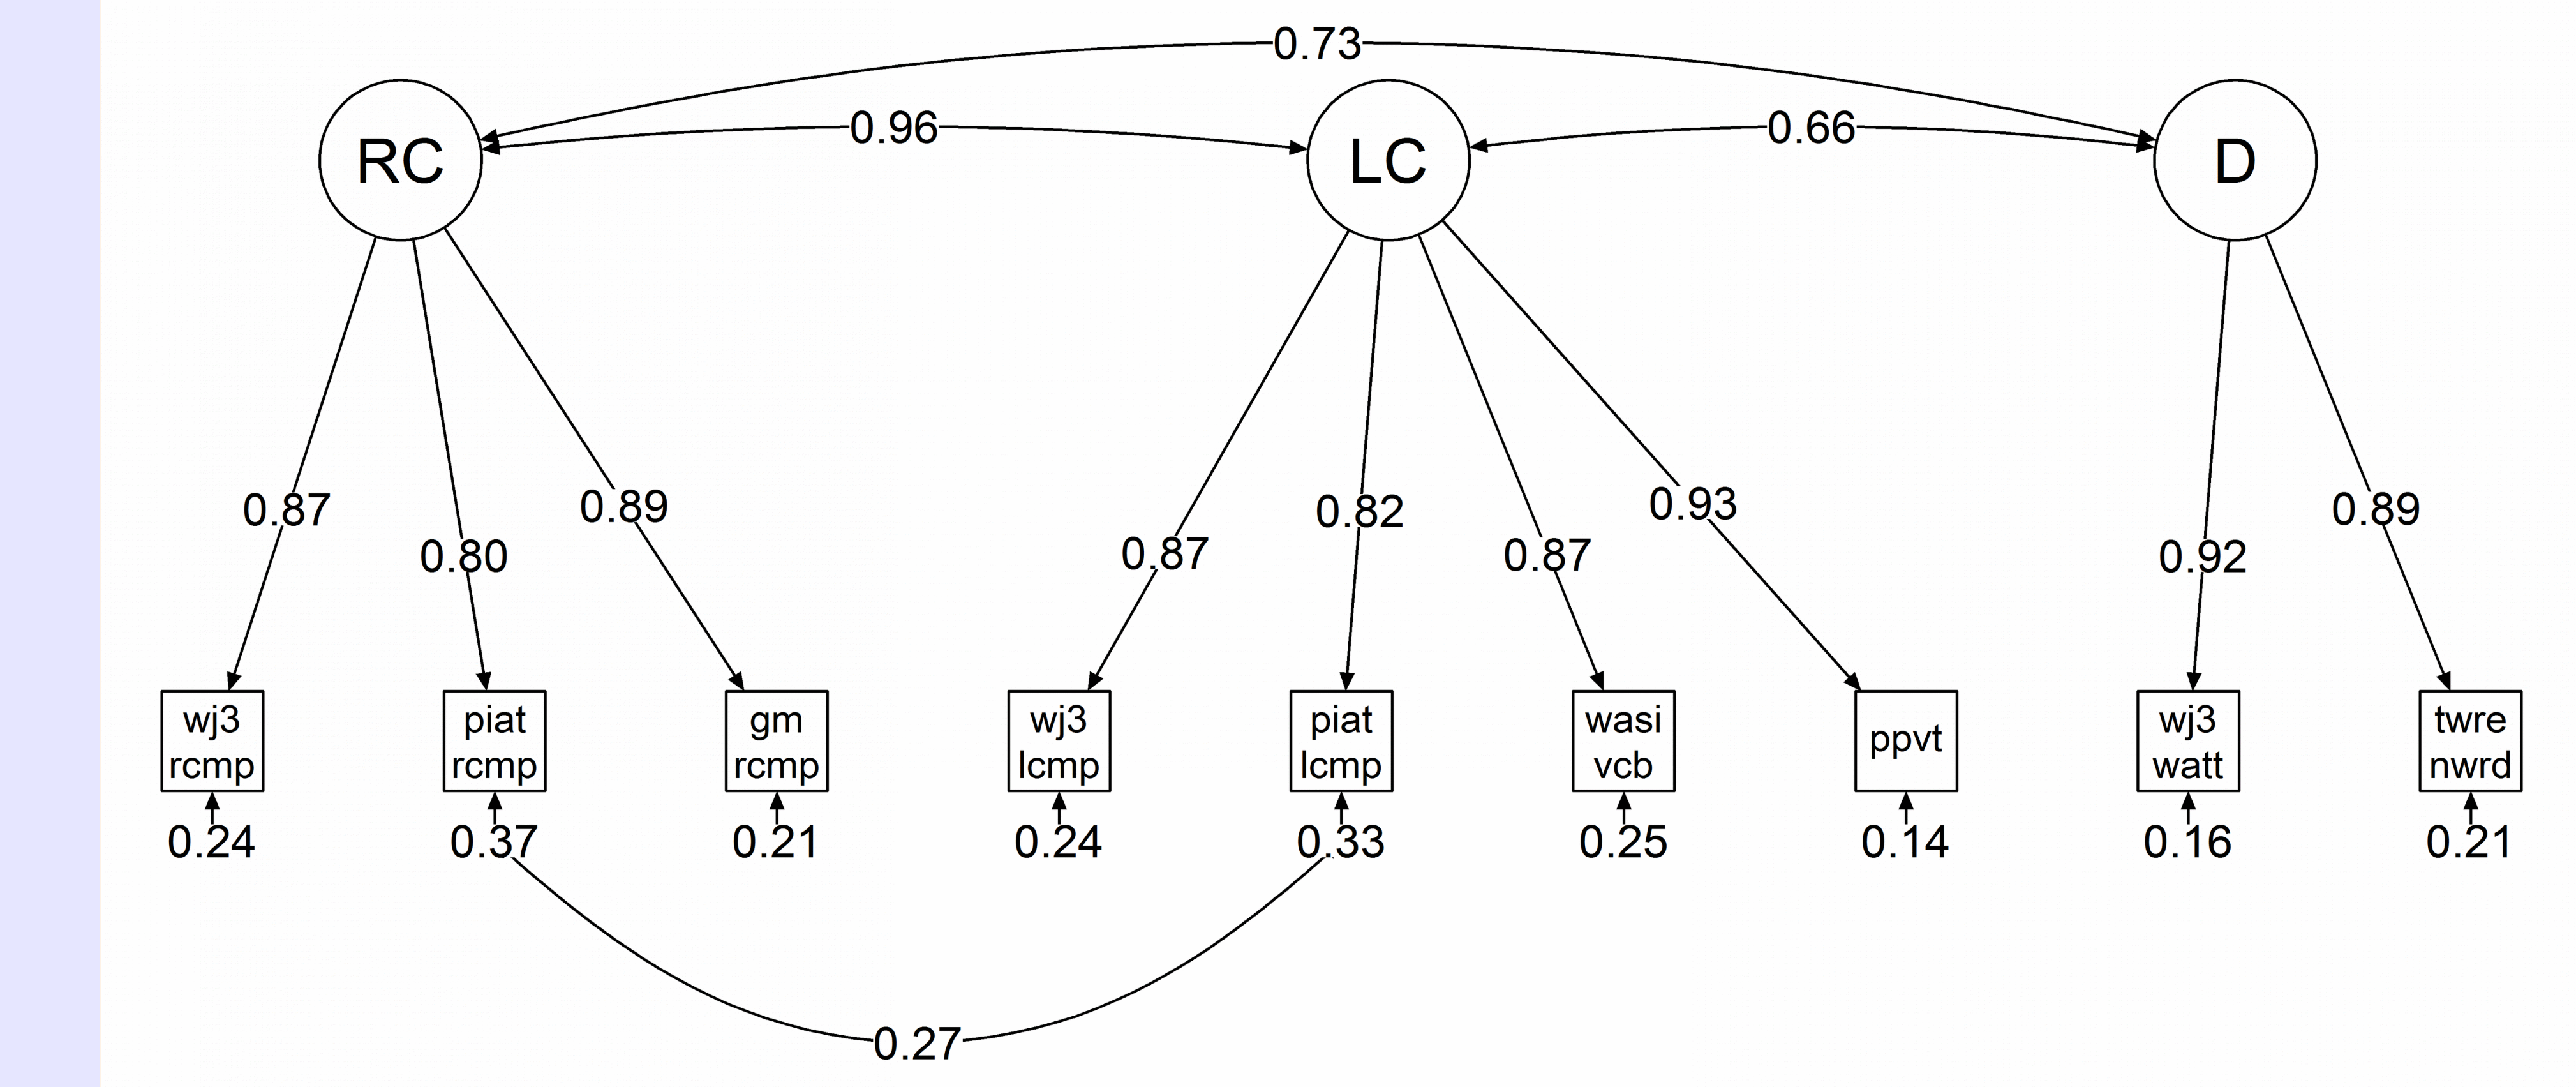 0.73
0.96
0.66
RC
LC
D
0.87
0.80
0.89
0.87
0.82
0.87
0.93
0.92
0.89
wj3
rcmp
piat
rcmp
gm
rcmp
wj3
lcmp
piat
lcmp
wasi
vcb
ppvt
wj3
watt
twre
nwrd
0.24
0.37
0.21
0.24
0.33
0.25
0.14
0.16
0.21
0.27